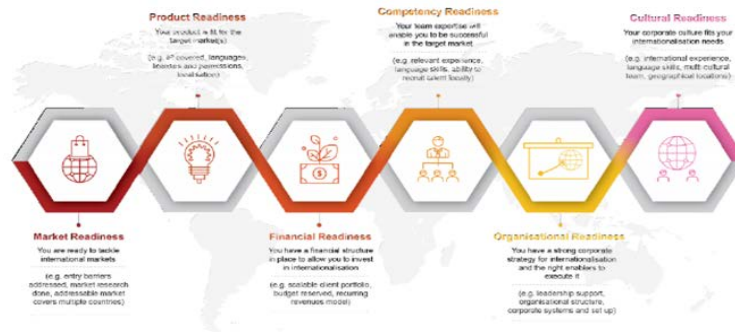 Product Readiness
Your product is fit for the
target market(s)
(e.g. IP covered, languages,
licenses and permissions,
localisation)
Competency Readiness
Your team expertise will
enable you to be successful
in the target market
(e.g. relevant experience,
language skills, ability to
recruit talent locally)
Cultural Readiness
Your corporate culture fits your
internationalisation needs
(e.g. international experience,
language skills, multi-cultural
team, geographical locations)
Market Readiness
You are ready to tackle
international markets
(e.g. entry barriers
addressed, market research
done, addressable market
covers multiple countries)
Financial Readiness
You have a financial structure
in place to allow you to invest
in internationalisation
(e.g. scalable client portfolio,
budget reserved, recurring
revenues model)
Organisational Readiness
You have a strong corporate
strategy for internationalisation
and the right enablers to
execute it
(e.g. leadership support,
organisational structure,
corporate systems and set up)